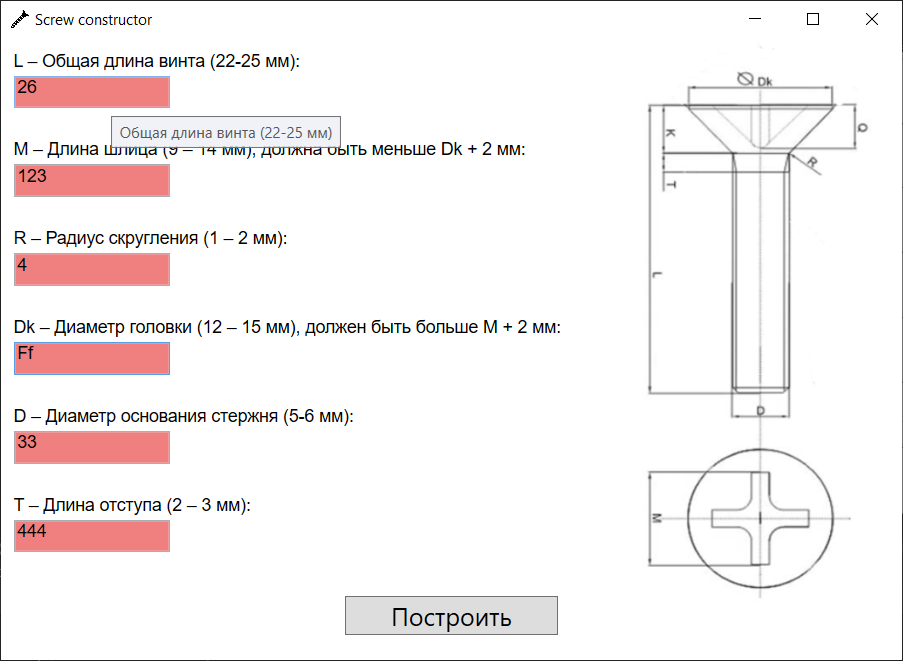 Screw constructor
L – Общая длина винта (22-25 мм):
26
Общая длина винта (22-25 мм)
M – Длина шлица (9 – 14 мм), должна быть меньше Dk + 2 мм:
123
R – Радиус скругления (1 – 2 мм):
4
Dk – Диаметр головки (12 – 15 мм), должен быть больше M + 2 мм:
Ff
D – Диаметр основания стержня (5-6 мм):
33
T – Длина отступа (2 – 3 мм):
444
Построить
Ø Dk
K
Q
R
T
L
D
M